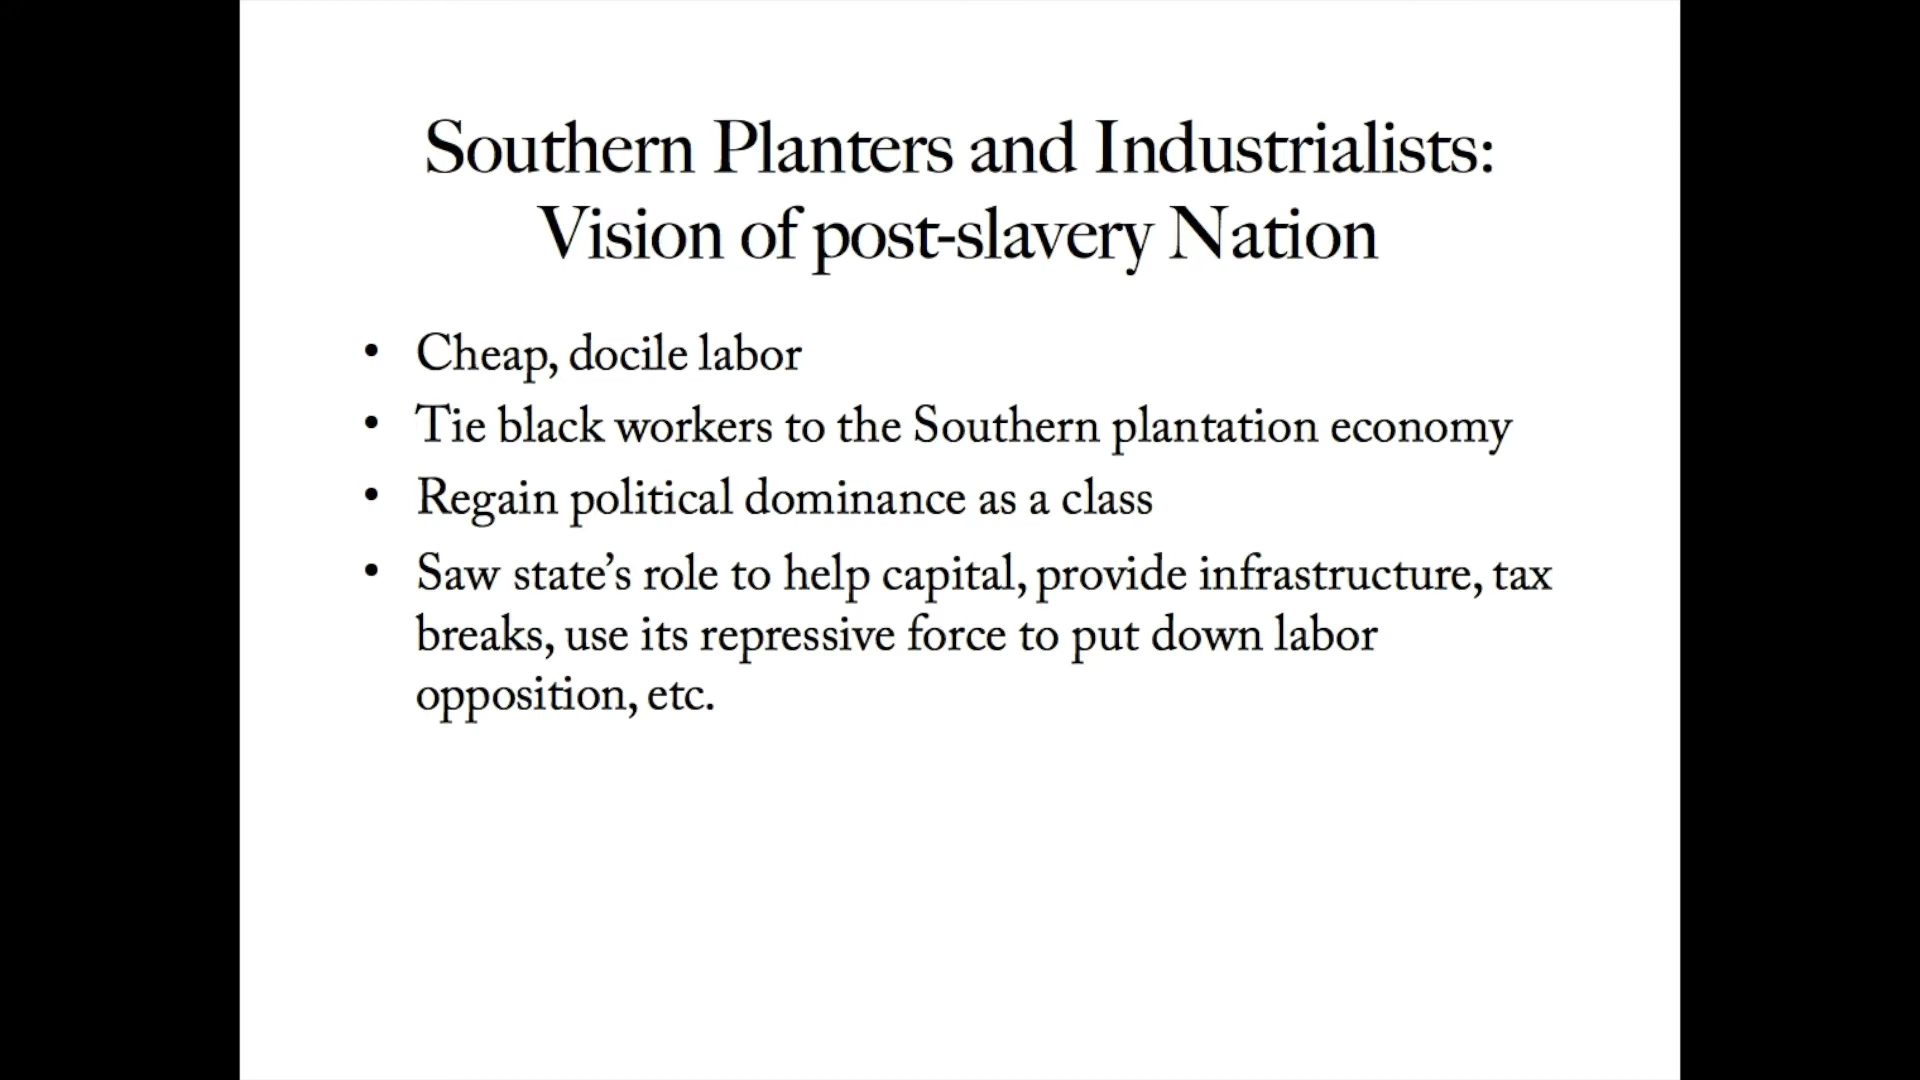 Southern Planters and Industrialists:
Vision of post-slavery Nation
• Cheap, docile labor
• Tie black workers to the Southern plantation economy
• Regain political dominance as a class
• Saw state’s role to help capital, provide infrastructure, tax
breaks, use its repressive force to put down labor
opposition, etc.